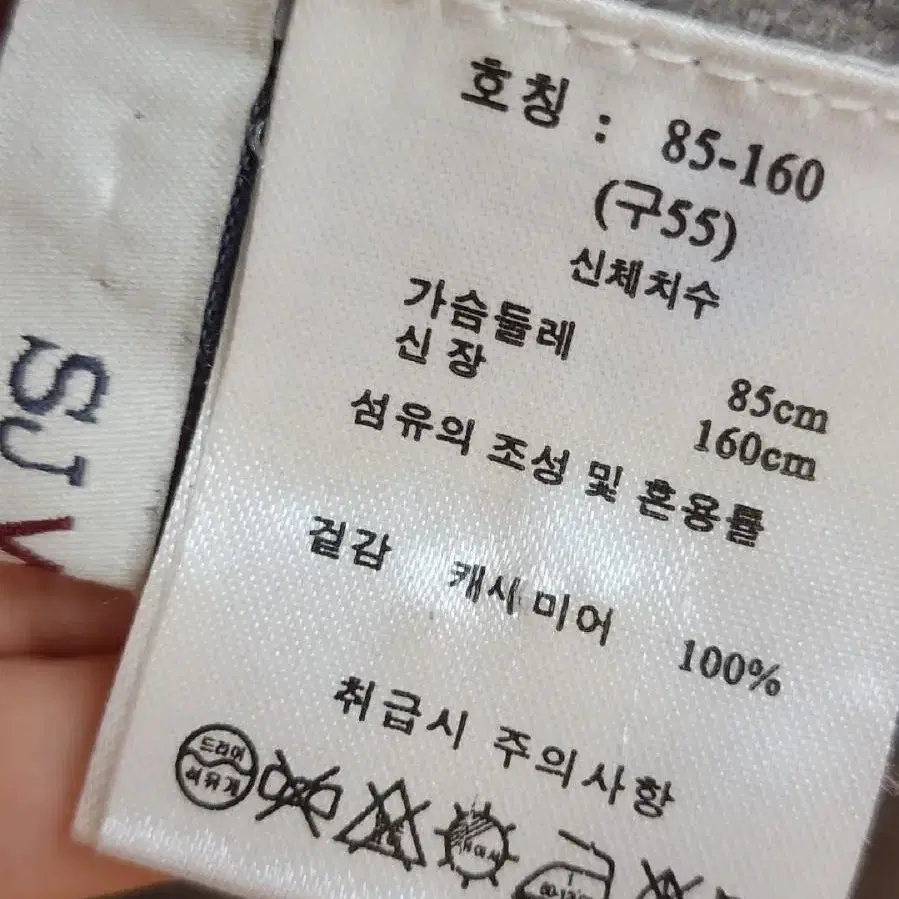 호칭 : 85-160
(구55)
신체치수
가슴둘레 85cm
신 장 160cm
섬유의 조성 및 혼용률
겉감 캐시미어 100%
취급시 주의사항
드라이
석유계
SJ